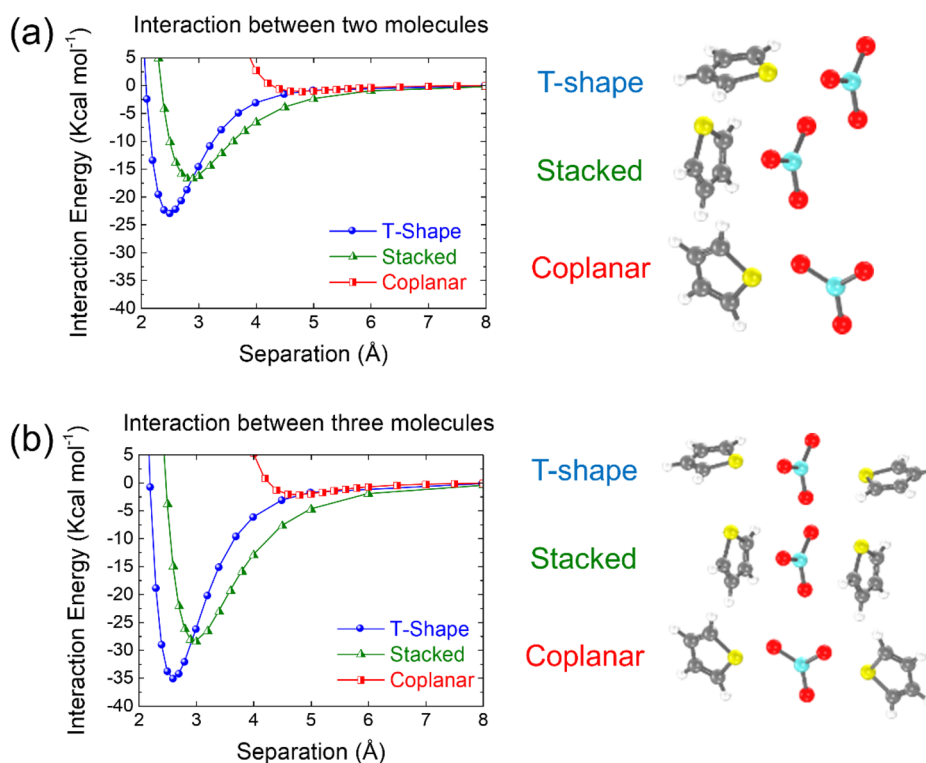 (a)
Interaction between two molecules
Interaction Energy (Kcal mol⁻¹)
5
0
-5
-10
-15
-20
-25
-30
-35
-40
T-Shape
Stacked
Coplanar
2 3 4 5 6 7 8
Separation (Å)
T-shape
Stacked
Coplanar
(b)
Interaction between three molecules
Interaction Energy (Kcal mol⁻¹)
5
0
-5
-10
-15
-20
-25
-30
-35
-40
T-Shape
Stacked
Coplanar
2 3 4 5 6 7 8
Separation (Å)
T-shape
Stacked
Coplanar